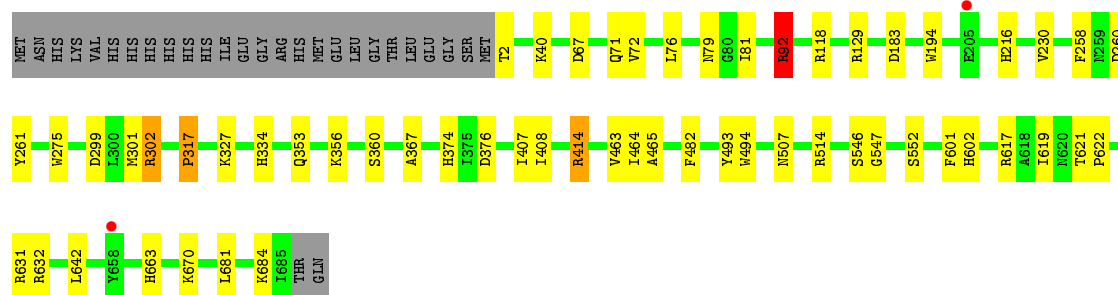 MET ASN HIS LYS VAL HIS HIS HIS HIS HIS HIS ILE GLU GLY ARG HIS MET GLU LEU GLY THR LEU GLU GLY SER MET T2 K40 D67 Q71 V72 L76 N79 G80 I81 R92 R118 R129 D183 W194 E205 H216 V230 F258 N259 D260
Y261 W275 D299 L300 M301 R302 P317 K327 H334 Q353 K356 S360 A367 H374 I375 D376 I407 I408 R414 V463 I464 A465 F482 Y493 W494 N507 R514 S546 G547 S552 F601 H602 R617 A618 I619 N620 T621 P622
R631 R632 L642 Y658 H663 K670 L681 K684 I685 THR GLN